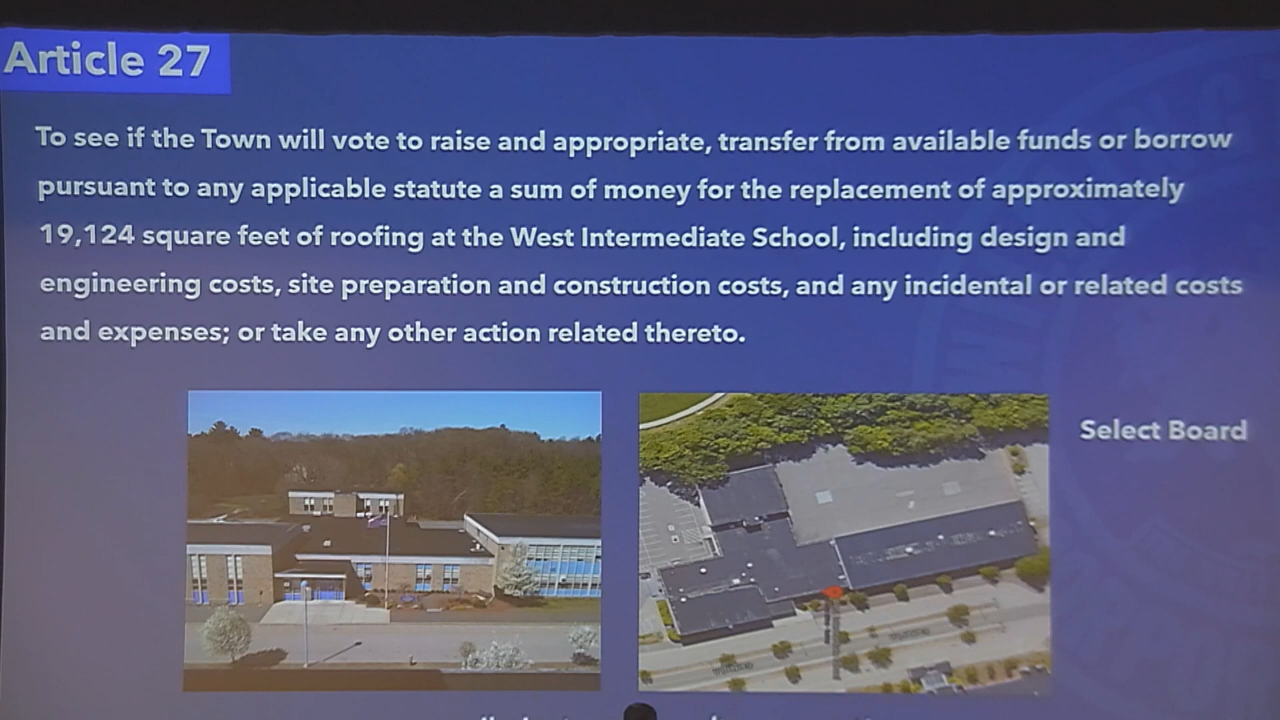 Article 27
To see if the Town will vote to raise and appropriate, transfer from available funds or borrow
pursuant to any applicable statute a sum of money for the replacement of approximately
19,124 square feet of roofing at the West Intermediate School, including design and
engineering costs, site preparation and construction costs, and any incidental or related costs
and expenses; or take any other action related thereto.
Select Board